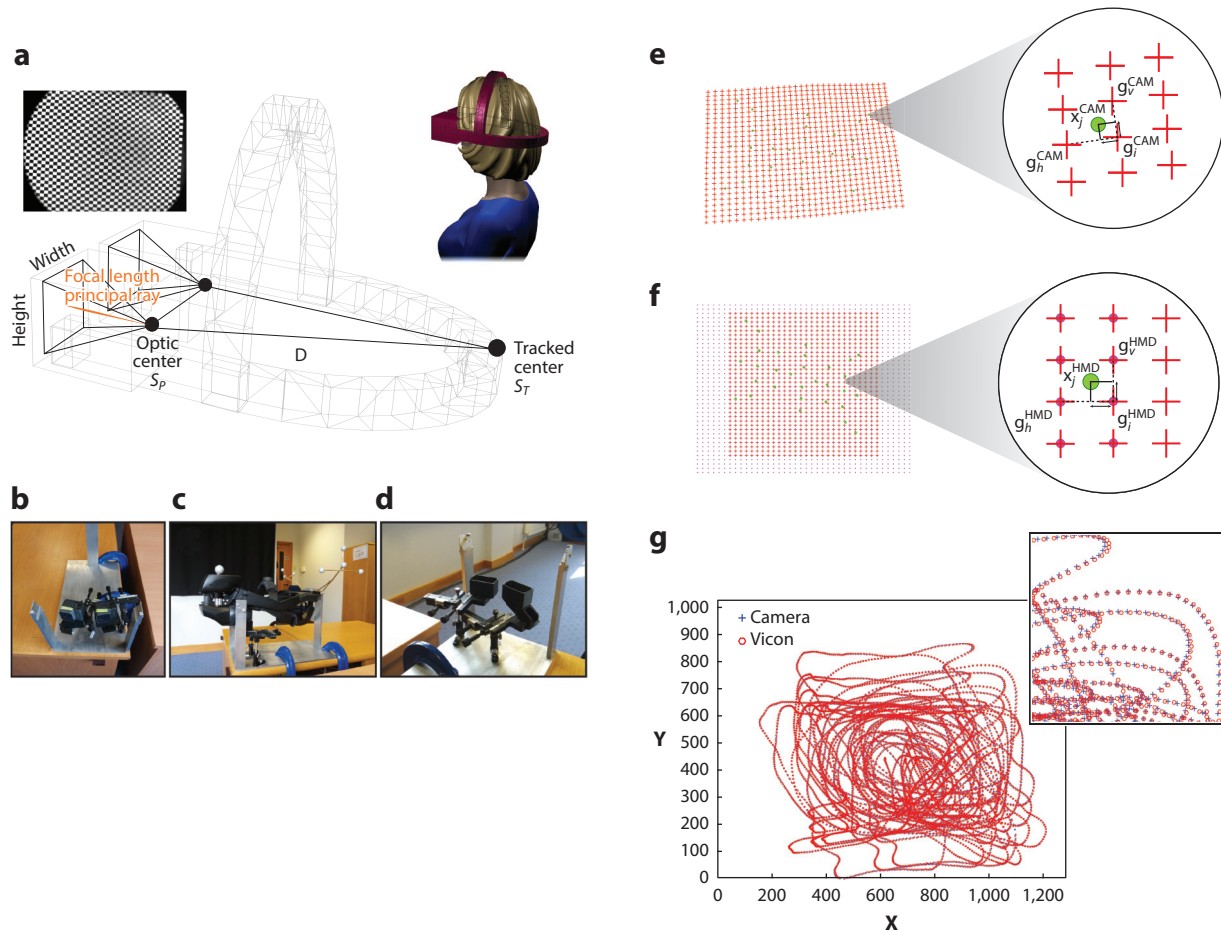 a
Width
Focal length
principal ray
Height
Optic
center
S_P
D
Tracked
center
S_T
b
c
d
e
g_v^CAM
x_j^CAM
g_h^CAM
g_i^CAM
f
g_v^HMD
x_j^HMD
g_h^HMD
g_i^HMD
g
1,000
900
800
700
600
500
400
300
200
100
0
Y
Camera
Vicon
0
200
400
600
800
1,000
1,200
X